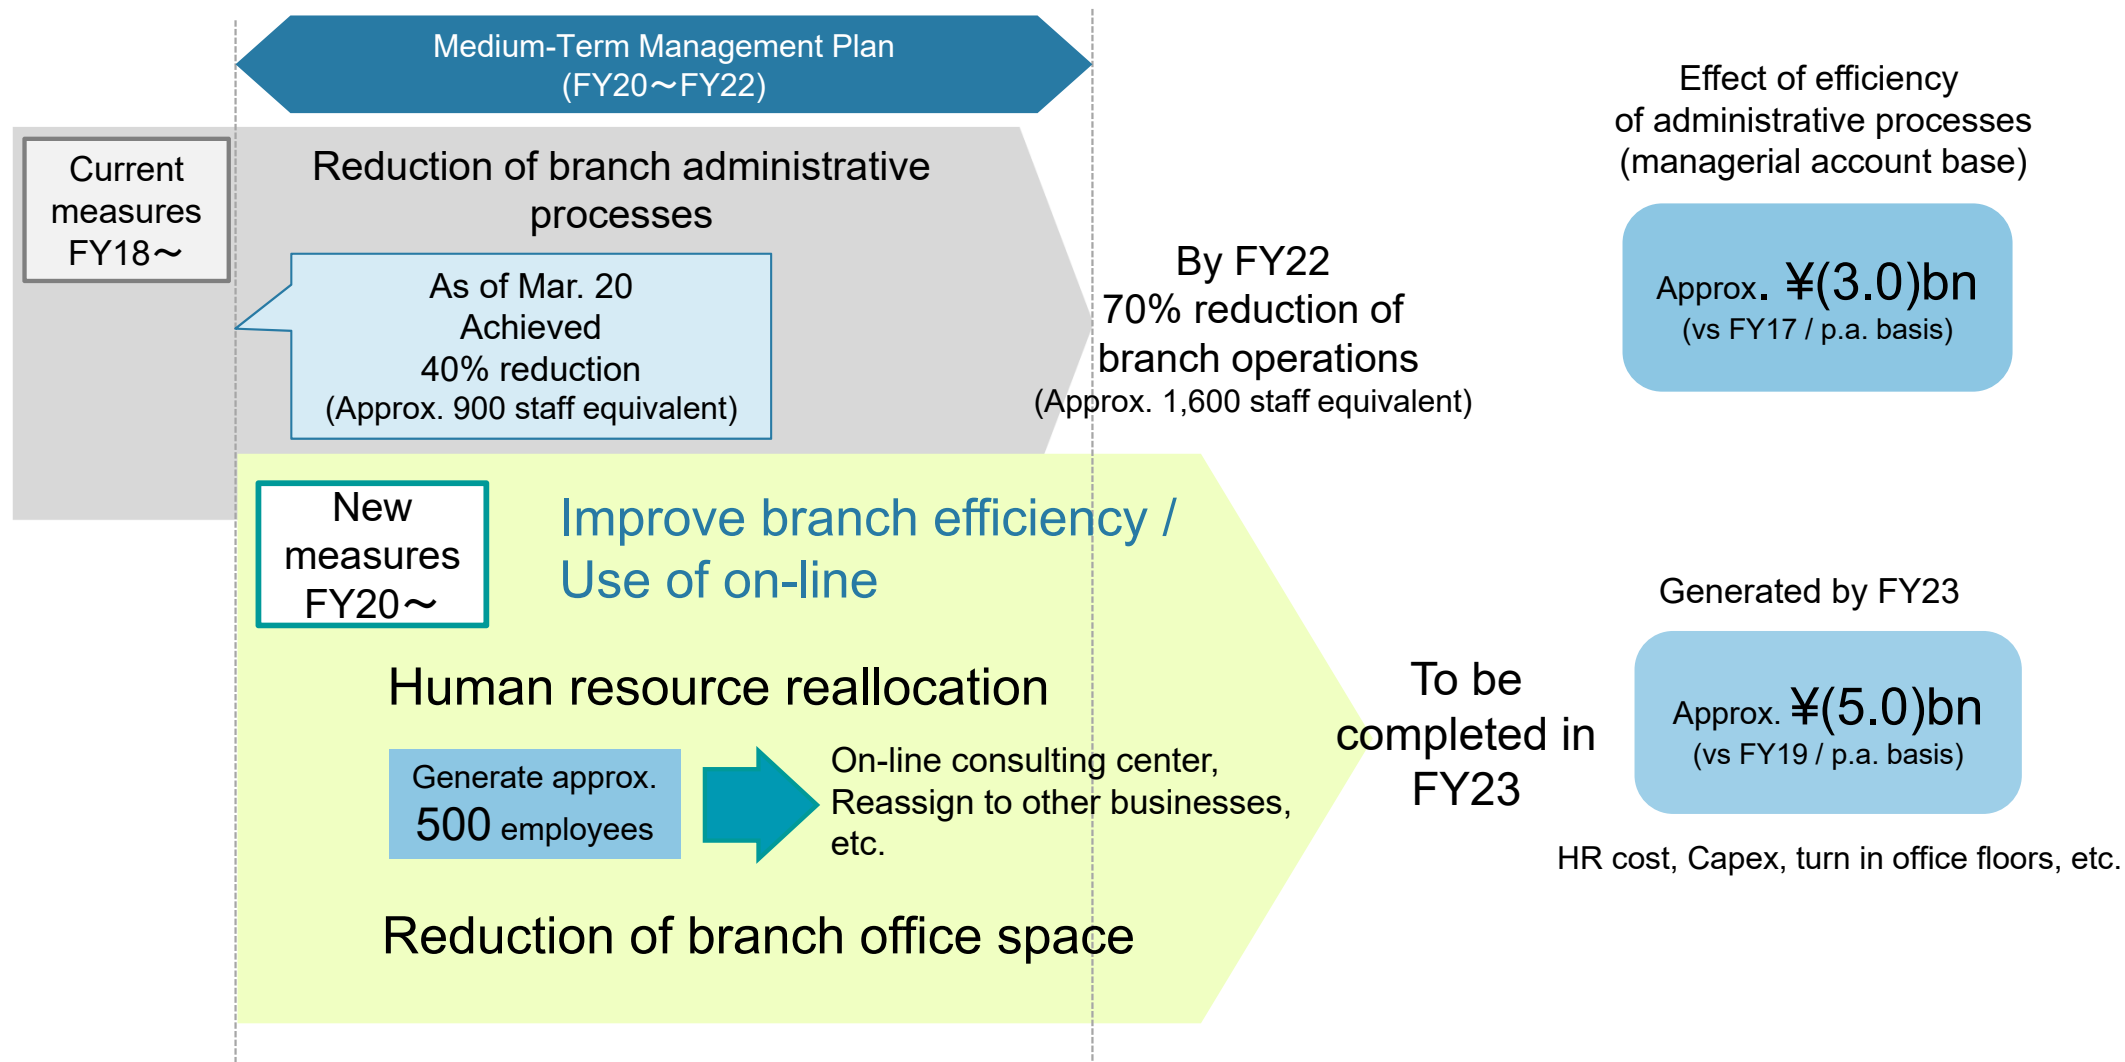 Medium-Term Management Plan
(FY20～FY22)
Current
measures
FY18～
Reduction of branch administrative
processes
As of Mar. 20
Achieved
40% reduction
(Approx. 900 staff equivalent)
By FY22
70% reduction of
branch operations
(Approx. 1,600 staff equivalent)
Effect of efficiency
of administrative processes
(managerial account base)
Approx. ¥(3.0)bn
(vs FY17 / p.a. basis)
New
measures
FY20～
Improve branch efficiency /
Use of on-line
Human resource reallocation
Generate approx.
500 employees
On-line consulting center,
Reassign to other businesses,
etc.
Reduction of branch office space
To be
completed in
FY23
Generated by FY23
Approx. ¥(5.0)bn
(vs FY19 / p.a. basis)
HR cost, Capex, turn in office floors, etc.